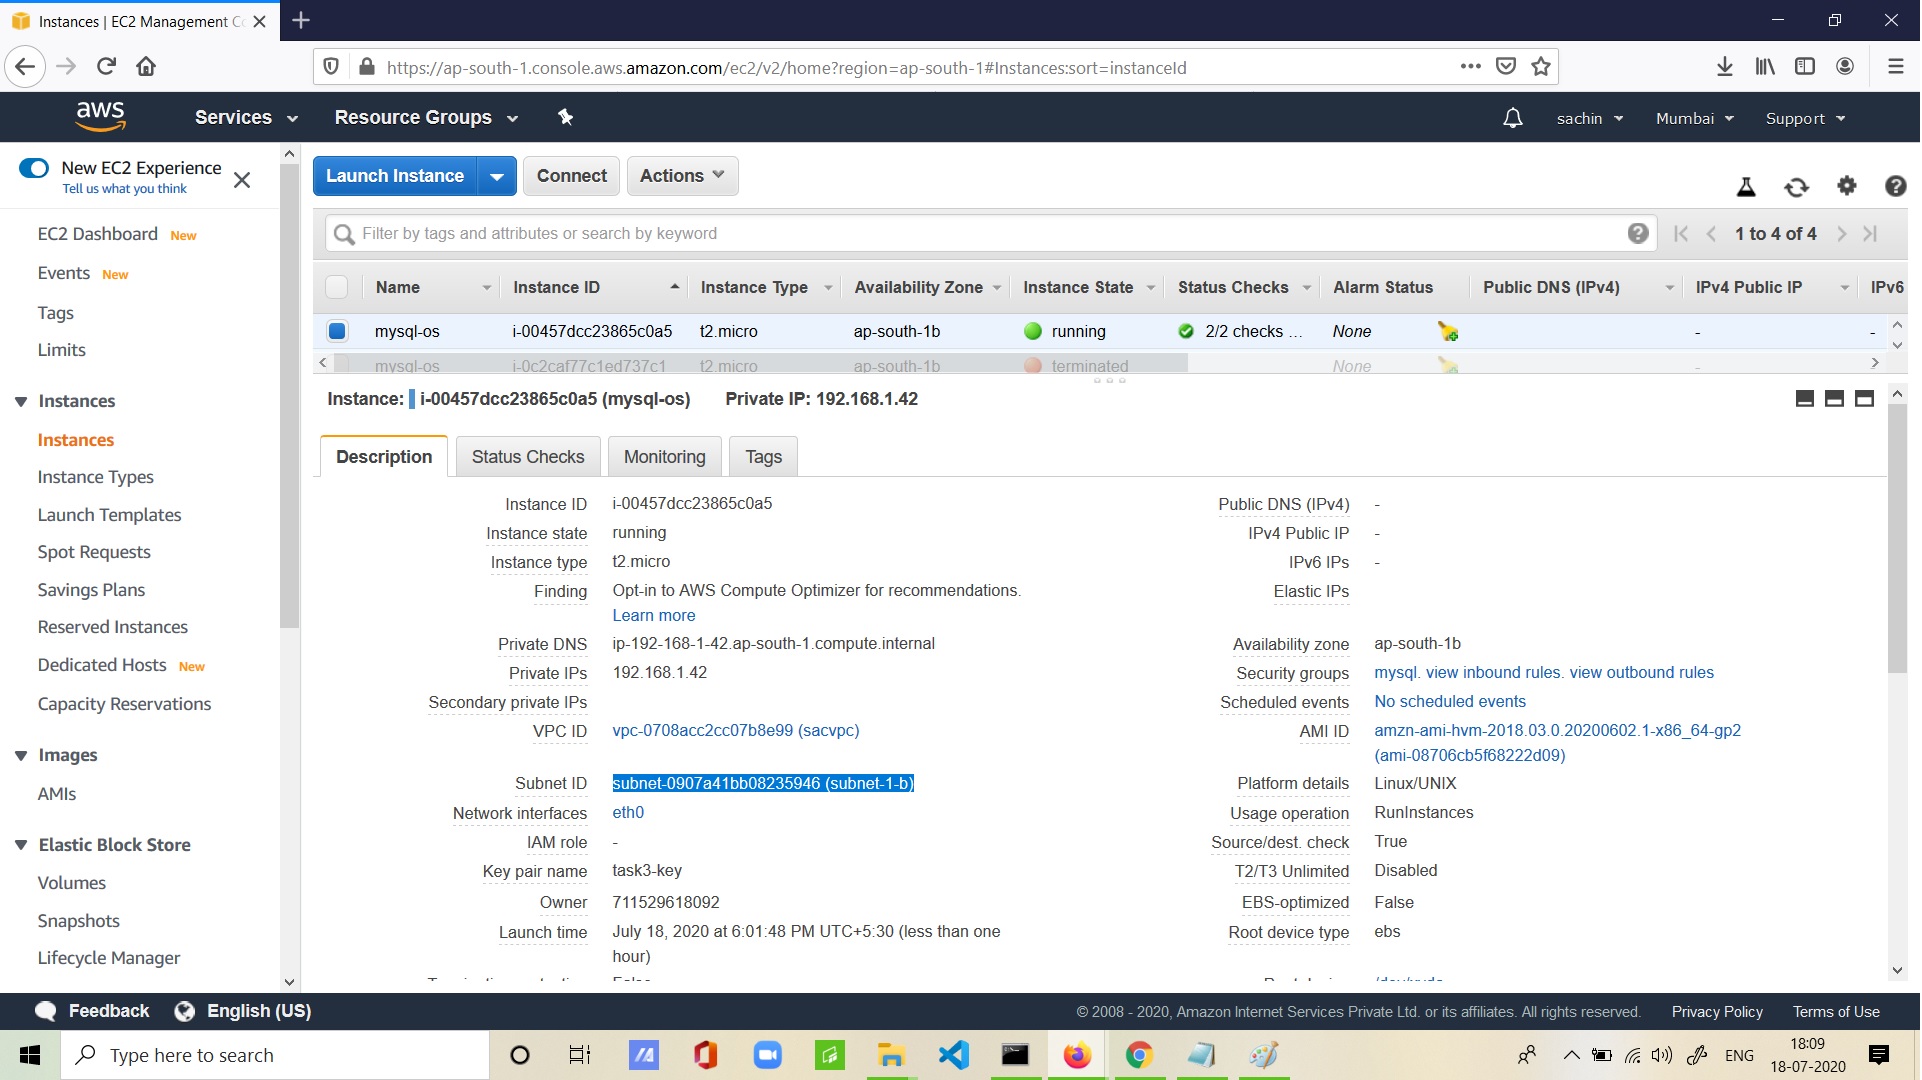 Instances | EC2 Management Co
https://ap-south-1.console.aws.amazon.com/ec2/v2/home?region=ap-south-1#Instances:sort=instanceId
aws
Services
Resource Groups
sachin
Mumbai
Support
New EC2 Experience
Tell us what you think
EC2 Dashboard New
Events New
Tags
Limits
Instances
Instances
Instance Types
Launch Templates
Spot Requests
Savings Plans
Reserved Instances
Dedicated Hosts New
Capacity Reservations
Images
AMIs
Elastic Block Store
Volumes
Snapshots
Lifecycle Manager
Launch Instance
Connect
Actions
Filter by tags and attributes or search by keyword
1 to 4 of 4
Name Instance ID Instance Type Availability Zone Instance State Status Checks Alarm Status Public DNS (IPv4) IPv4 Public IP IPv6
mysql-os i-00457dcc23865c0a5 t2.micro ap-south-1b running 2/2 checks ... None - -
mysql-os i-0c2caf77c1ed737c1 t2.micro ap-south-1b terminated None
Instance: i-00457dcc23865c0a5 (mysql-os) Private IP: 192.168.1.42
Description
Status Checks
Monitoring
Tags
Instance ID i-00457dcc23865c0a5
Instance state running
Instance type t2.micro
Finding Opt-in to AWS Compute Optimizer for recommendations.
Learn more
Private DNS ip-192-168-1-42.ap-south-1.compute.internal
Private IPs 192.168.1.42
Secondary private IPs
VPC ID vpc-0708acc2cc07b8e99 (sacvpc)
Subnet ID subnet-0907a41bb08235946 (subnet-1-b)
Network interfaces eth0
IAM role -
Key pair name task3-key
Owner 711529618092
Launch time July 18, 2020 at 6:01:48 PM UTC+5:30 (less than one
hour)
Public DNS (IPv4) -
IPv4 Public IP -
IPv6 IPs -
Elastic IPs
Availability zone ap-south-1b
Security groups mysql. view inbound rules. view outbound rules
Scheduled events No scheduled events
AMI ID amzn-ami-hvm-2018.03.0.20200602.1-x86_64-gp2
(ami-08706cb5f68222d09)
Platform details Linux/UNIX
Usage operation RunInstances
Source/dest. check True
T2/T3 Unlimited Disabled
EBS-optimized False
Root device type ebs
Feedback
English (US)
© 2008 - 2020, Amazon Internet Services Private Ltd. or its affiliates. All rights reserved.
Privacy Policy
Terms of Use
Type here to search
ENG
18:09
18-07-2020